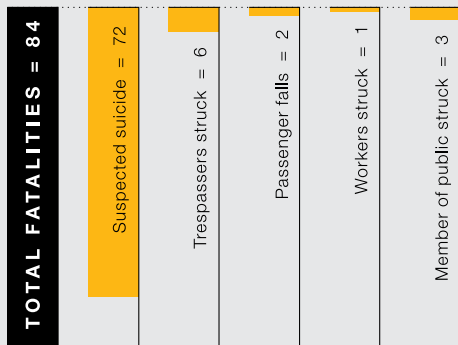 TOTAL FATALITIES = 84
Suspected suicide = 72
Trespassers struck = 6
Passenger falls = 2
Workers struck = 1
Member of public struck = 3